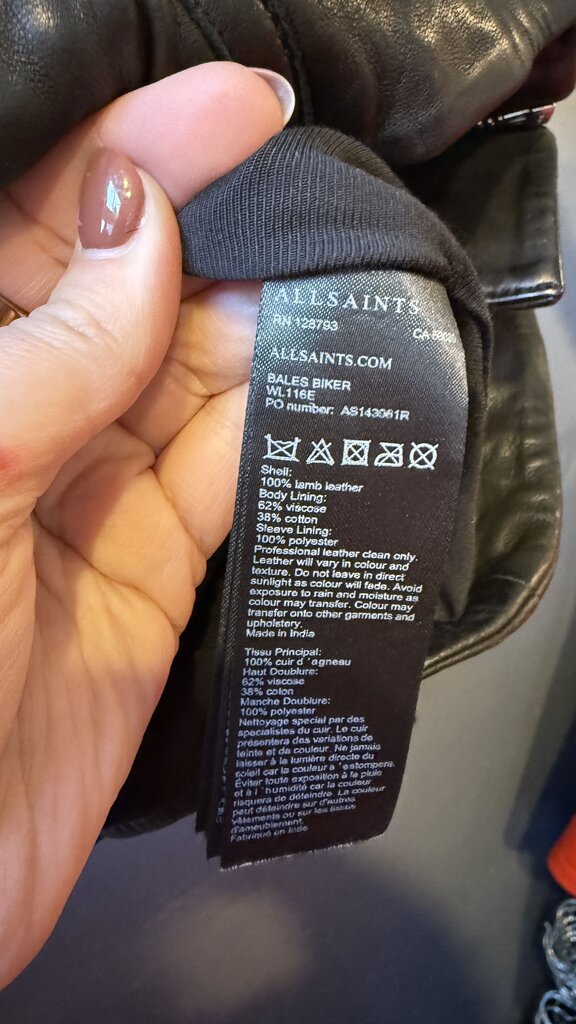 ALLSAINTS
RN 128793
CA
ALLSAINTS.COM
BALES BIKER
WL116E
PO number: AS143061R
Shell:
100% lamb leather
Body Lining:
62% viscose
38% cotton
Sleeve Lining:
100% polyester
Professional leather clean only.
Leather will vary in colour and
texture. Do not leave in direct
sunlight as colour will fade. Avoid
exposure to rain and moisture as
colour may transfer. Colour may
transfer onto other garments and
upholstery.
Made in India
Tissu Principal:
100% cuir d'agneau
Haut Doublure:
62% viscose
38% coton
Manche Doublure:
100% polyester
Nettoyage special par des
specialistes du cuir. Le cuir
présentera des variations de
teinte et de couleur. Ne jamais
laisser à la lumière directe du
soleil car la couleur s'estompera.
Éviter toute exposition à la pluie
et à l'humidité car la couleur
risquera de déteindre. La couleur
peut déteindre sur d'autres
vêtements ou sur les tissus
d'ameublement.
Fabriqué en Inde